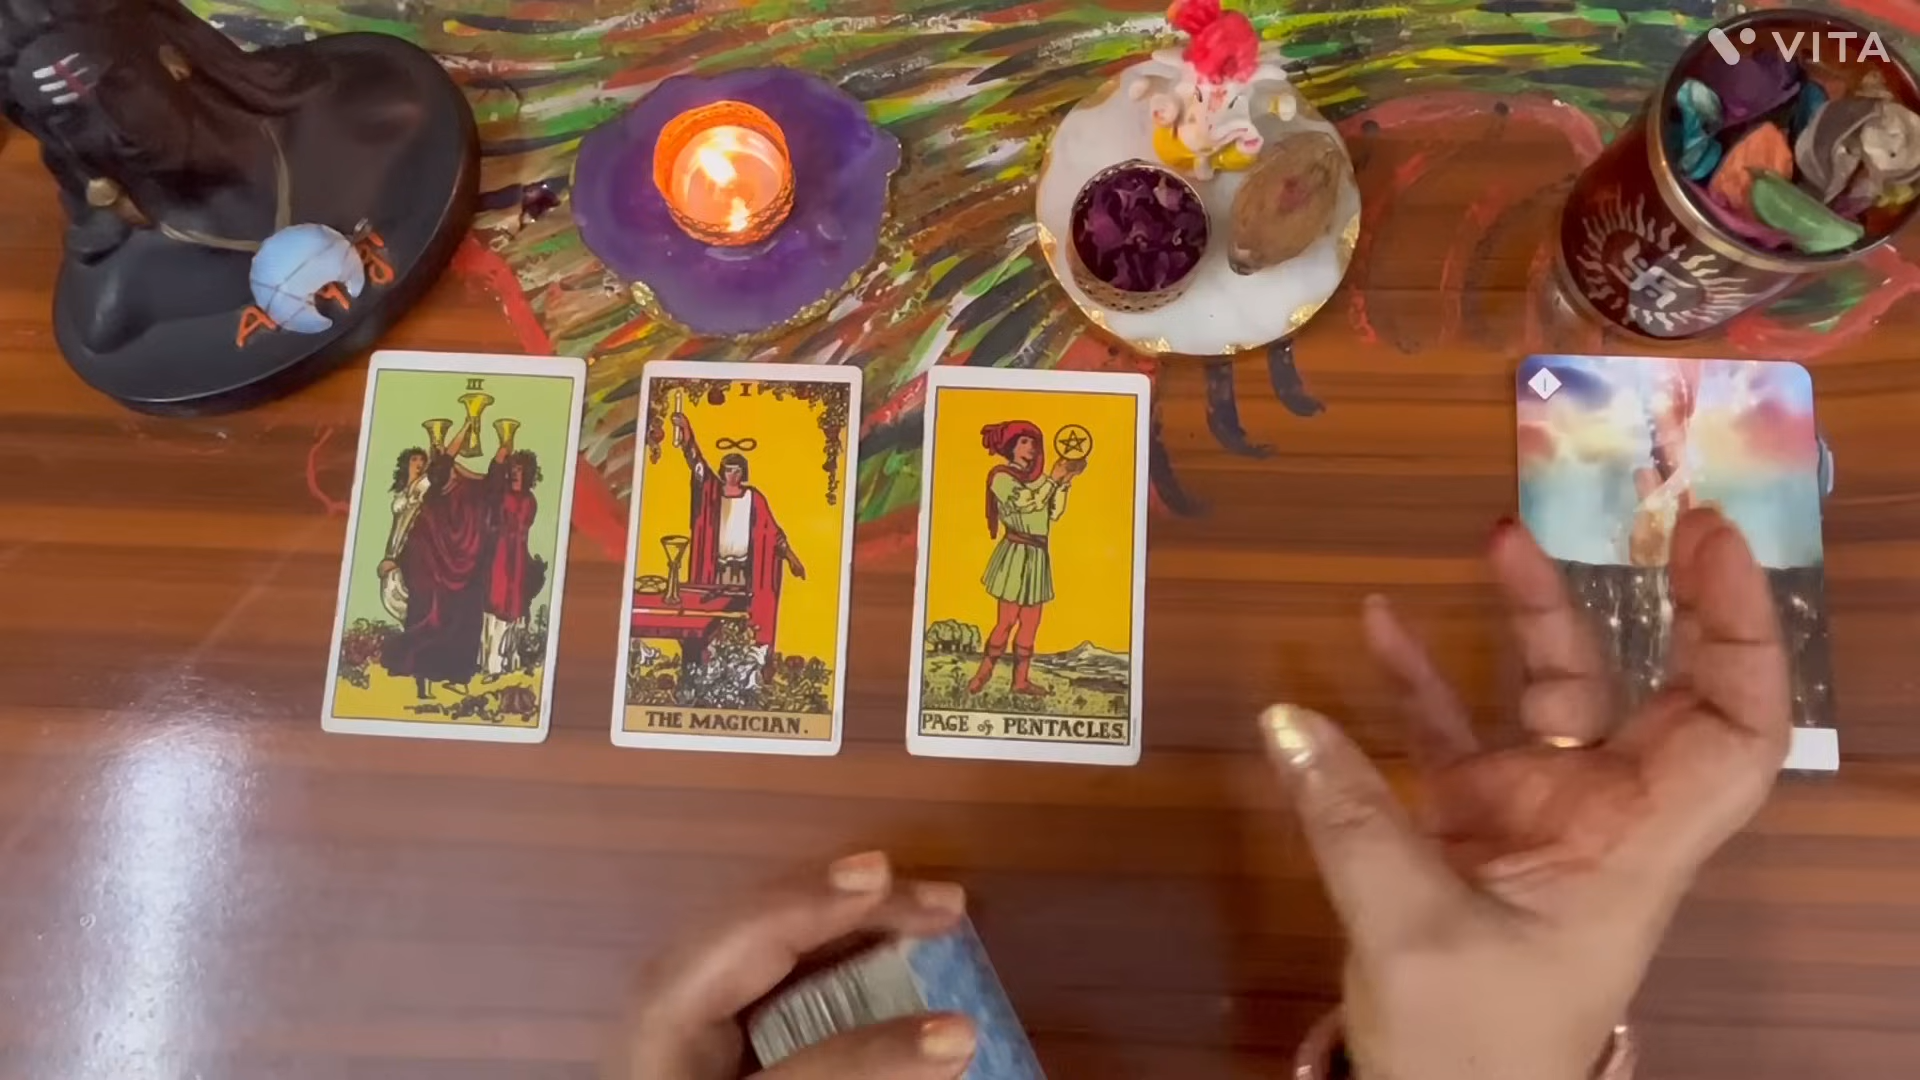 VITA
III
I
THE MAGICIAN.
PAGE of PENTACLES.
I